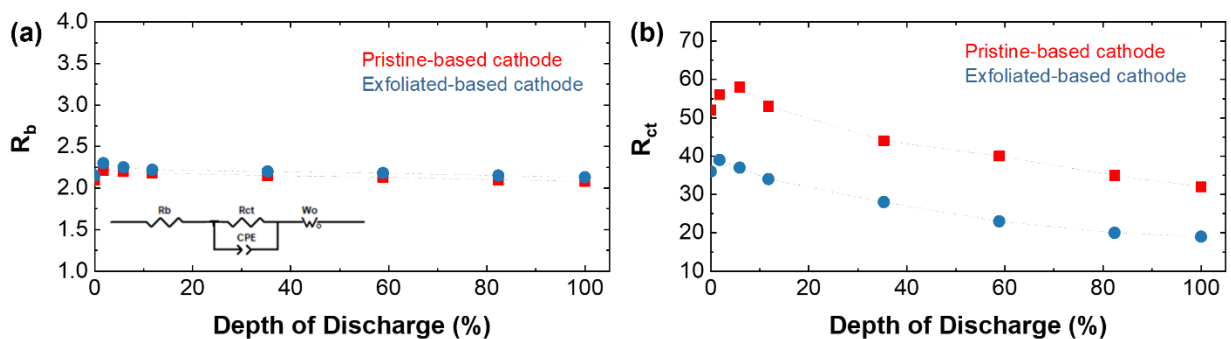 (a)
4.0
3.5
3.0
2.5
2.0
1.5
1.0
R_b
Pristine-based cathode
Exfoliated-based cathode
Rb
Rct
Wo
CPE
0 20 40 60 80 100
Depth of Discharge (%)
(b)
70
60
50
40
30
20
10
R_ct
Pristine-based cathode
Exfoliated-based cathode
0 20 40 60 80 100
Depth of Discharge (%)